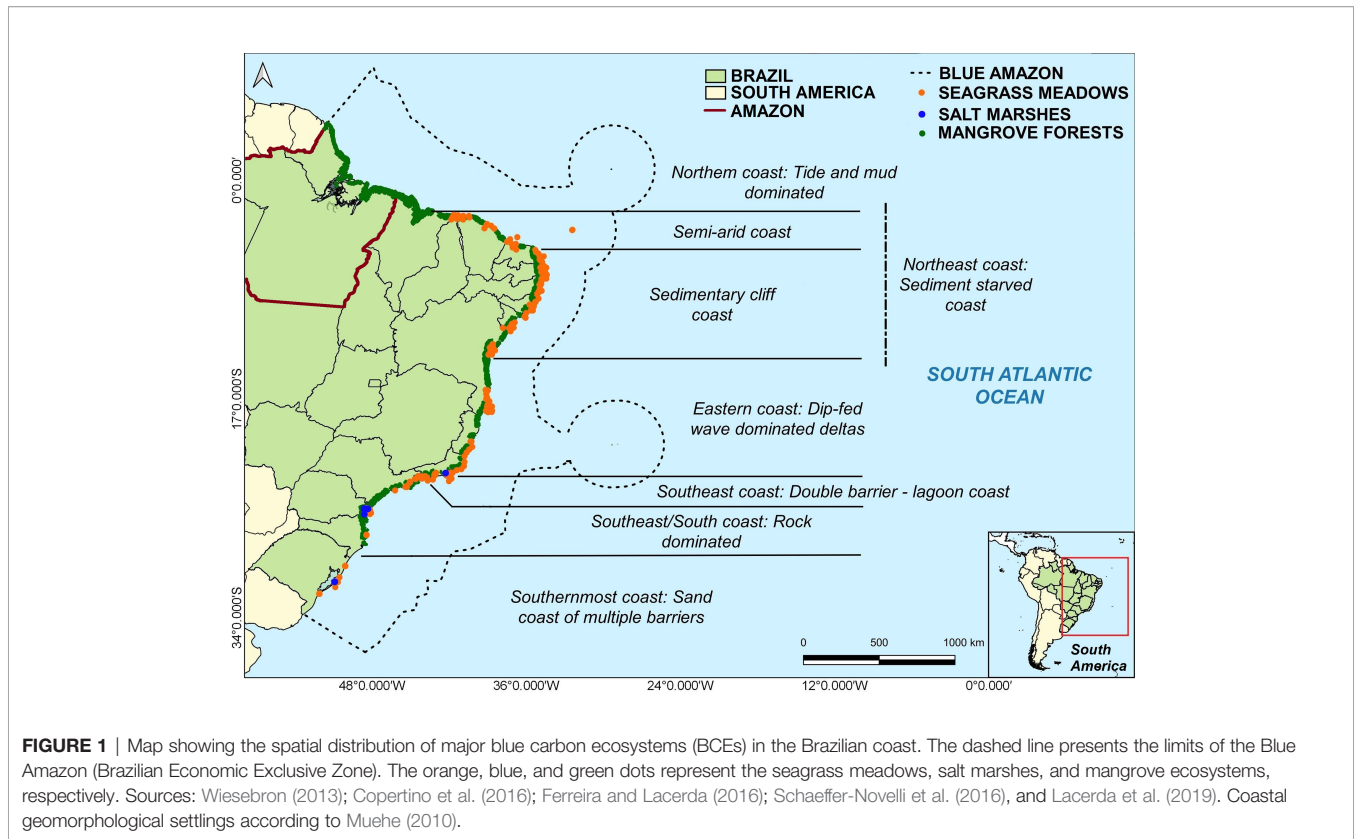 BRAZIL
SOUTH AMERICA
AMAZON
BLUE AMAZON
SEAGRASS MEADOWS
SALT MARSHES
MANGROVE FORESTS
0°0.000′
17°0.000′S
34°0.000′S
Northem coast: Tide and mud
dominated
Semi-arid coast
Sedimentary cliff
coast
Northeast coast:
Sediment starved
coast
SOUTH ATLANTIC
OCEAN
Eastern coast: Dip-fed
wave dominated deltas
Southeast coast: Double barrier - lagoon coast
Southeast/South coast: Rock
dominated
Southernmost coast: Sand
coast of multiple barriers
0 500 1000 km
South
America
48°0.000′W 36°0.000′W 24°0.000′W 12°0.000′W 0°0.000′
FIGURE 1 | Map showing the spatial distribution of major blue carbon ecosystems (BCEs) in the Brazilian coast. The dashed line presents the limits of the Blue
Amazon (Brazilian Economic Exclusive Zone). The orange, blue, and green dots represent the seagrass meadows, salt marshes, and mangrove ecosystems,
respectively. Sources: Wiesebron (2013); Copertino et al. (2016); Ferreira and Lacerda (2016); Schaeffer-Novelli et al. (2016), and Lacerda et al. (2019). Coastal
geomorphological settlings according to Muehe (2010).